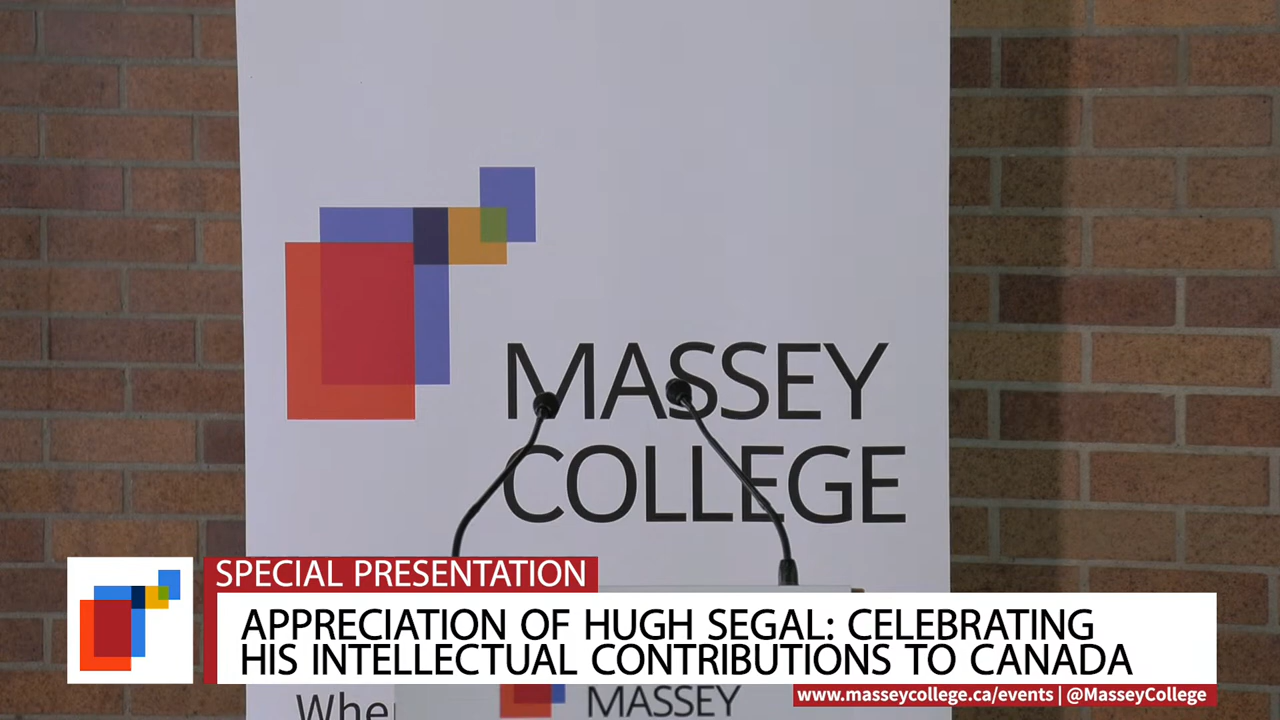 MASSEY
COLLEGE
SPECIAL PRESENTATION
APPRECIATION OF HUGH SEGAL: CELEBRATING
HIS INTELLECTUAL CONTRIBUTIONS TO CANADA
www.masseycollege.ca/events | @MasseyCollege
MASSEY